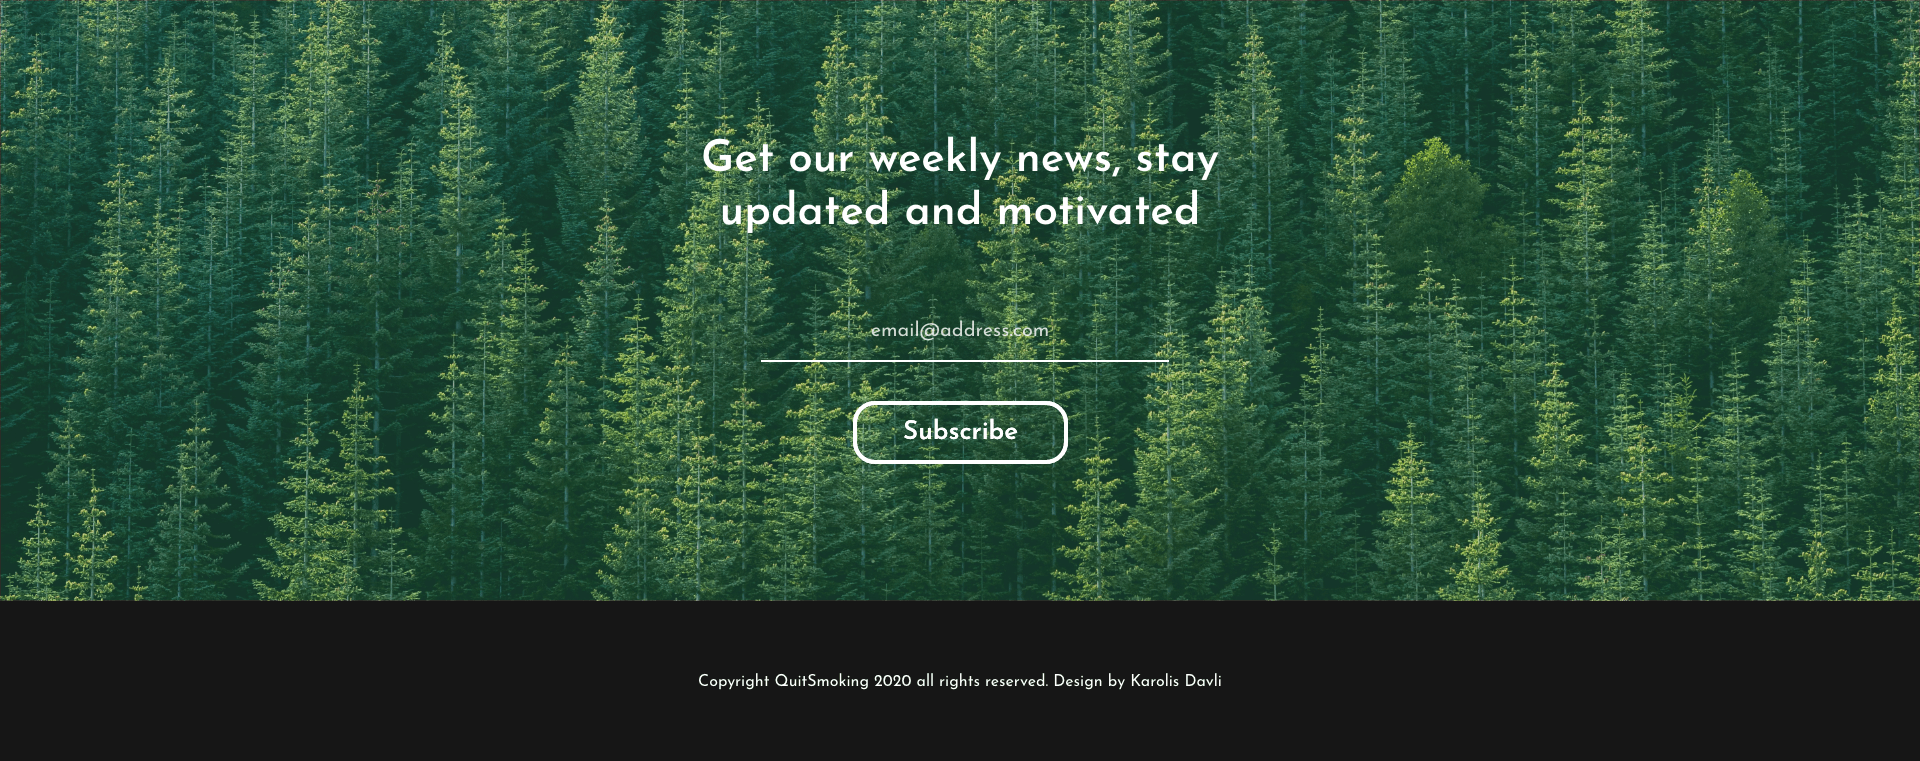 Get our weekly news, stay
updated and motivated
email@address.com
Subscribe
Copyright QuitSmoking 2020 all rights reserved. Design by Karolis Davli